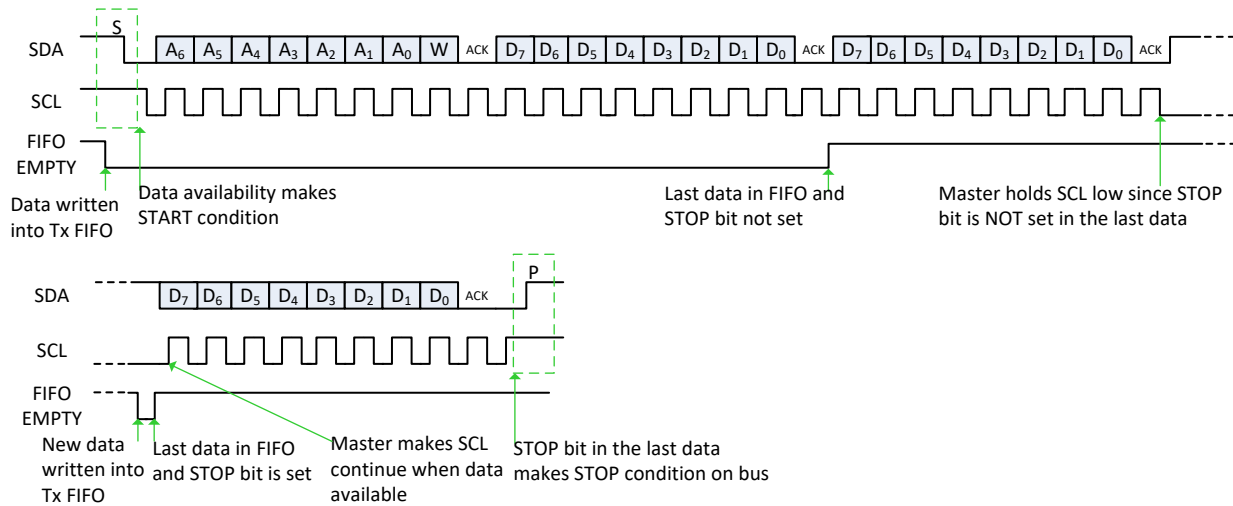 S
SDA A6 A5 A4 A3 A2 A1 A0 W ACK D7 D6 D5 D4 D3 D2 D1 D0 ACK D7 D6 D5 D4 D3 D2 D1 D0 ACK
SCL
FIFO
EMPTY
Data written
into Tx FIFO
Data availability makes
START condition
Last data in FIFO and
STOP bit not set
Master holds SCL low since STOP
bit is NOT set in the last data
P
SDA D7 D6 D5 D4 D3 D2 D1 D0 ACK
SCL
FIFO
EMPTY
New data
written into
Tx FIFO
Last data in FIFO
and STOP bit is set
Master makes SCL
continue when data
available
STOP bit in the last data
makes STOP condition on bus